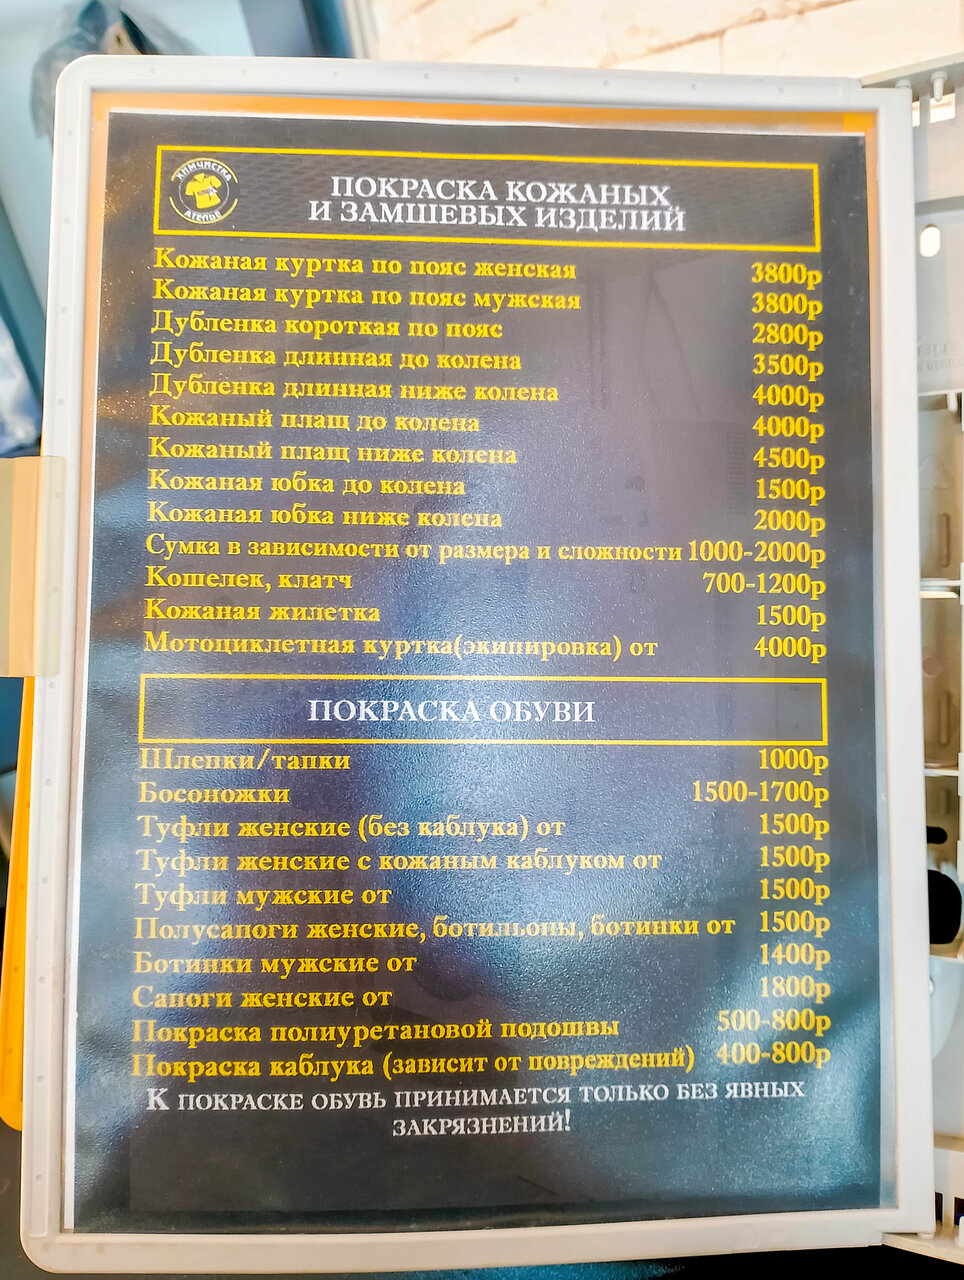 ХИМЧИСТКА
АТЕЛЬЕ
ПОКРАСКА КОЖАНЫХ
И ЗАМШЕВЫХ ИЗДЕЛИЙ
Кожаная куртка по пояс женская 3800р
Кожаная куртка по пояс мужская 3800р
Дубленка короткая по пояс 2800р
Дубленка длинная до колена 3500р
Дубленка длинная ниже колена 4000р
Кожаный плащ до колена 4000р
Кожаный плащ ниже колена 4500р
Кожаная юбка до колена 1500р
Кожаная юбка ниже колена 2000р
Сумка в зависимости от размера и сложности 1000-2000р
Кошелек, клатч 700-1200р
Кожаная жилетка 1500р
Мотоциклетная куртка(экипировка) от 4000р
ПОКРАСКА ОБУВИ
Шлепки/тапки 1000р
Босоножки 1500-1700р
Туфли женские (без каблука) от 1500р
Туфли женские с кожаным каблуком от 1500р
Туфли мужские от 1500р
Полусапоги женские, ботильоны, ботинки от 1500р
Ботинки мужские от 1400р
Сапоги женские от 1800р
Покраска полиуретановой подошвы 500-800р
Покраска каблука (зависит от повреждений) 400-800р
К ПОКРАСКЕ ОБУВЬ ПРИНИМАЕТСЯ ТОЛЬКО БЕЗ ЯВНЫХ
ЗАКРЯЗНЕНИЙ!